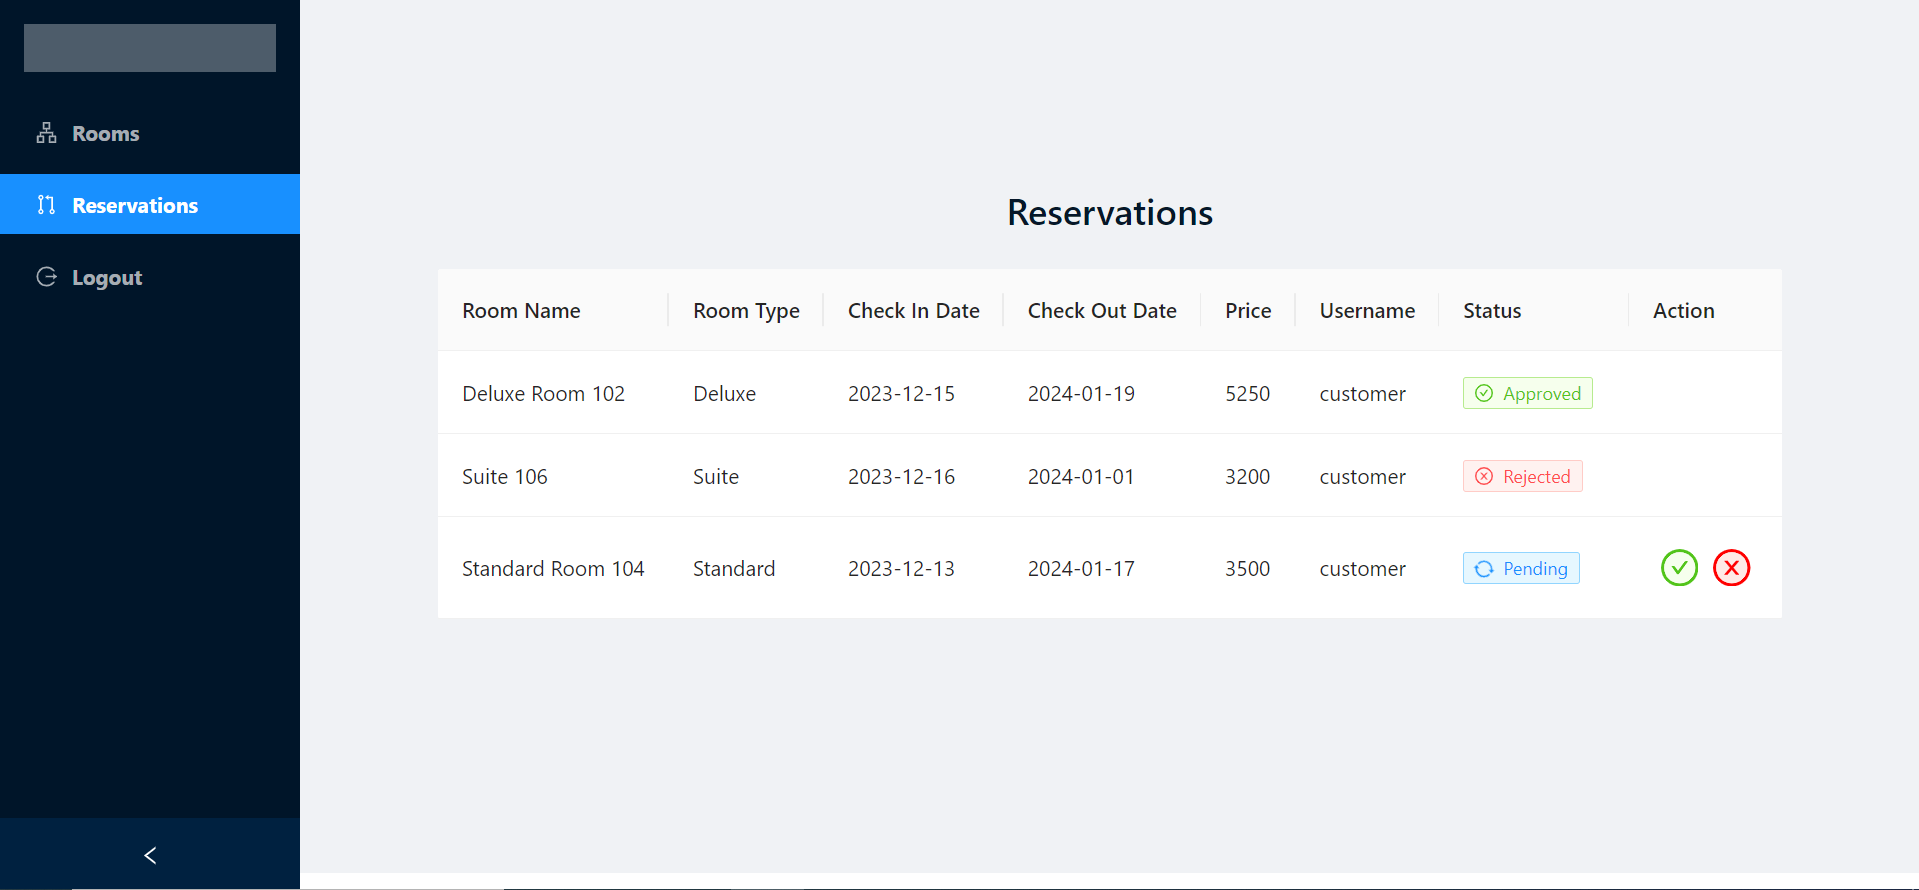 Rooms
Reservations
Logout
Reservations
Room Name Room Type Check In Date Check Out Date Price Username Status Action
Deluxe Room 102 Deluxe 2023-12-15 2024-01-19 5250 customer Approved
Suite 106 Suite 2023-12-16 2024-01-01 3200 customer Rejected
Standard Room 104 Standard 2023-12-13 2024-01-17 3500 customer Pending